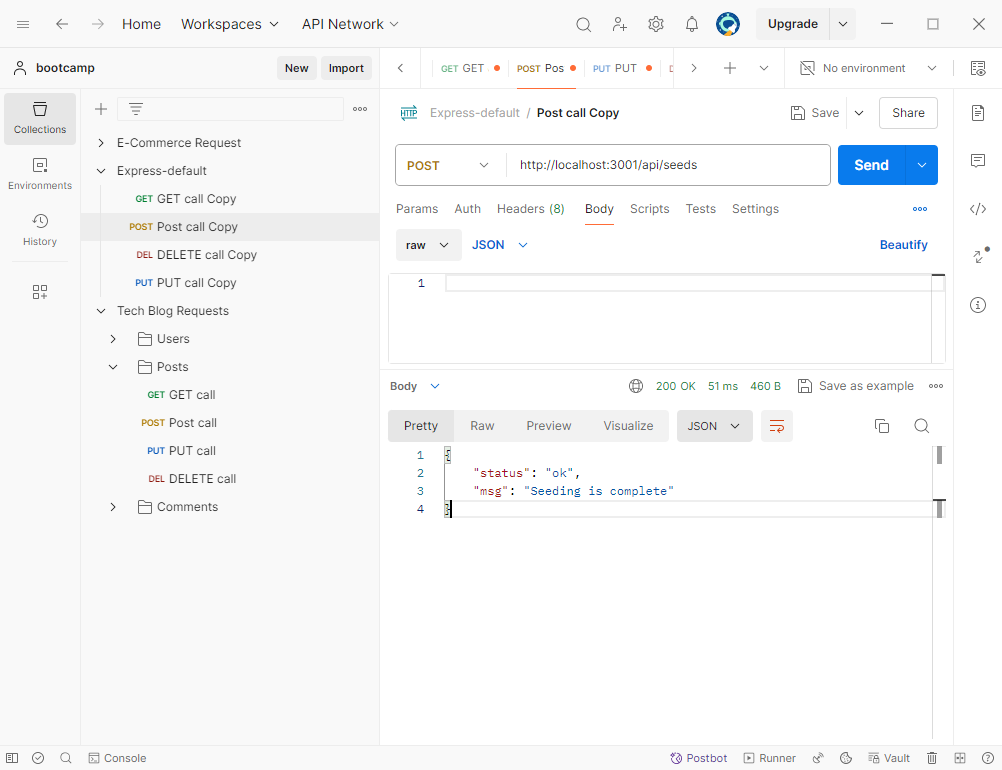 Home Workspaces API Network Upgrade
bootcamp New Import GET GET POST Pos PUT PUT No environment
Collections
Environments
History
E-Commerce Request
Express-default
GET GET call Copy
POST Post call Copy
DEL DELETE call Copy
PUT PUT call Copy
Tech Blog Requests
Users
Posts
GET GET call
POST Post call
PUT PUT call
DEL DELETE call
Comments
HTTP Express-default / Post call Copy Save Share
POST http://localhost:3001/api/seeds Send
Params Auth Headers (8) Body Scripts Tests Settings
raw JSON Beautify
1
Body 200 OK 51 ms 460 B Save as example
Pretty Raw Preview Visualize JSON
1 {
2 "status": "ok",
3 "msg": "Seeding is complete"
4 }
Console Postbot Runner Vault